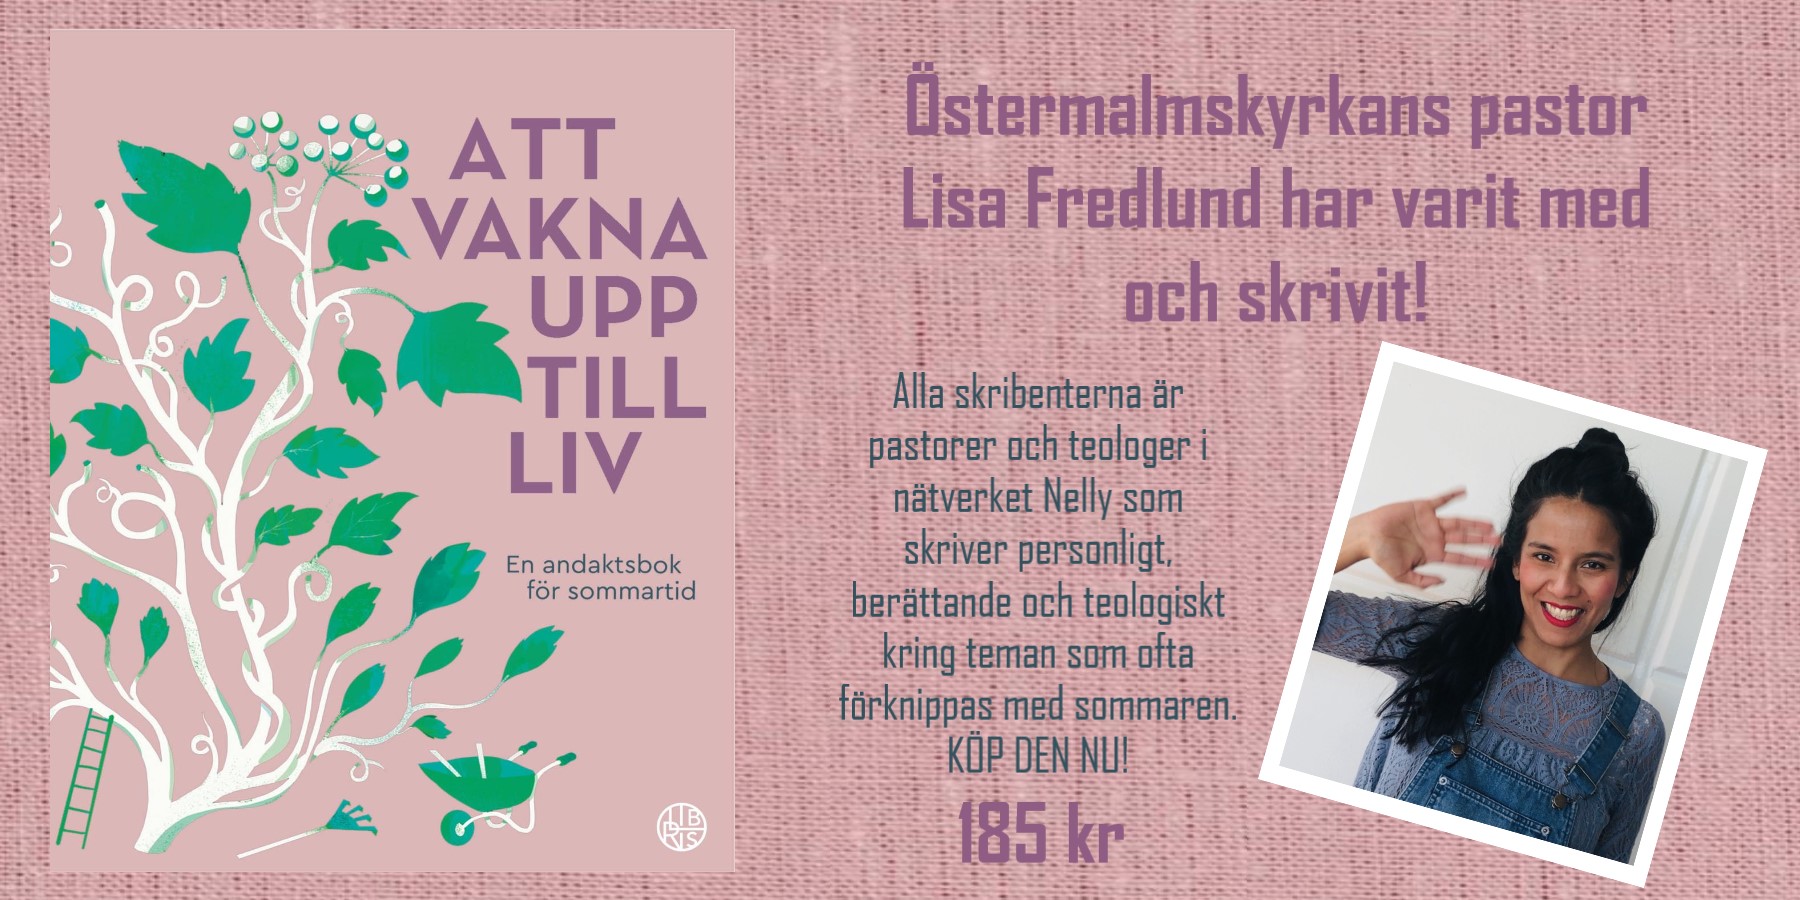 ATT
VAKNA
UPP
TILL
LIV
En andaktsbok
för sommartid
LIB
RIS
Östermalmskyrkans pastor
Lisa Fredlund har varit med
och skrivit!
Alla skribenterna är
pastorer och teologer i
nätverket Nelly som
skriver personligt,
berättande och teologiskt
kring teman som ofta
förknippas med sommaren.
KÖP DEN NU!
185 kr